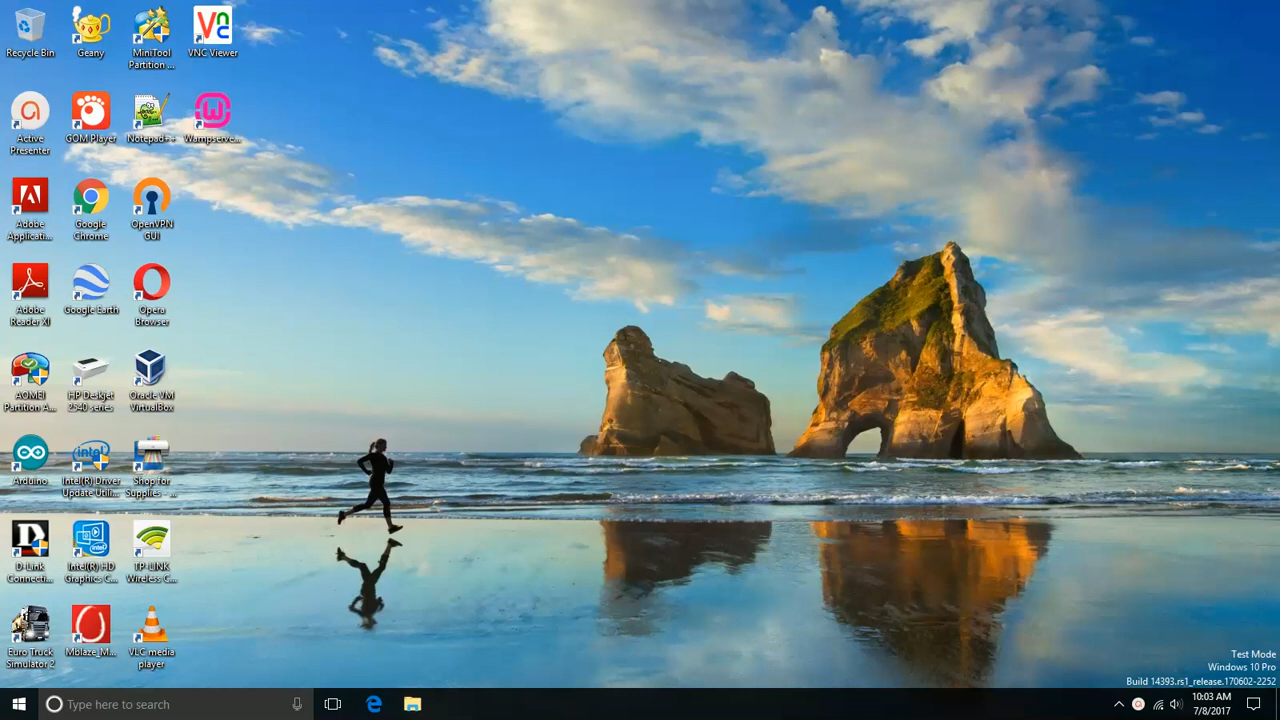 Recycle Bin
Geany
MiniTool
Partition ...
VNC Viewer
Active
Presenter
GOM Player
Notepad++
Wampserve...
Adobe
Applicati...
Google
Chrome
OpenVPN
GUI
Adobe
Reader XI
Google Earth
Opera
Browser
AOMEI
Partition A...
HP Deskjet
2540 series
Oracle VM
VirtualBox
Arduino
Intel(R) Driver
Update Utili...
Shop for
Supplies - ...
D-Link
Connecti...
Intel(R) HD
Graphics C...
TP-LINK
Wireless C...
Euro Truck
Simulator 2
Mblaze_M...
VLC media
player
Test Mode
Windows 10 Pro
Build 14393.rs1_release.170602-2252
Type here to search
10:03 AM
7/8/2017